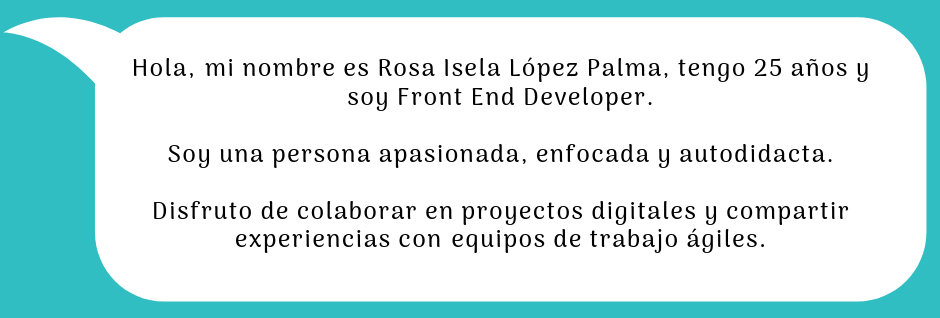 Hola, mi nombre es Rosa Isela López Palma, tengo 25 años y
soy Front End Developer.
Soy una persona apasionada, enfocada y autodidacta.
Disfruto de colaborar en proyectos digitales y compartir
experiencias con equipos de trabajo ágiles.